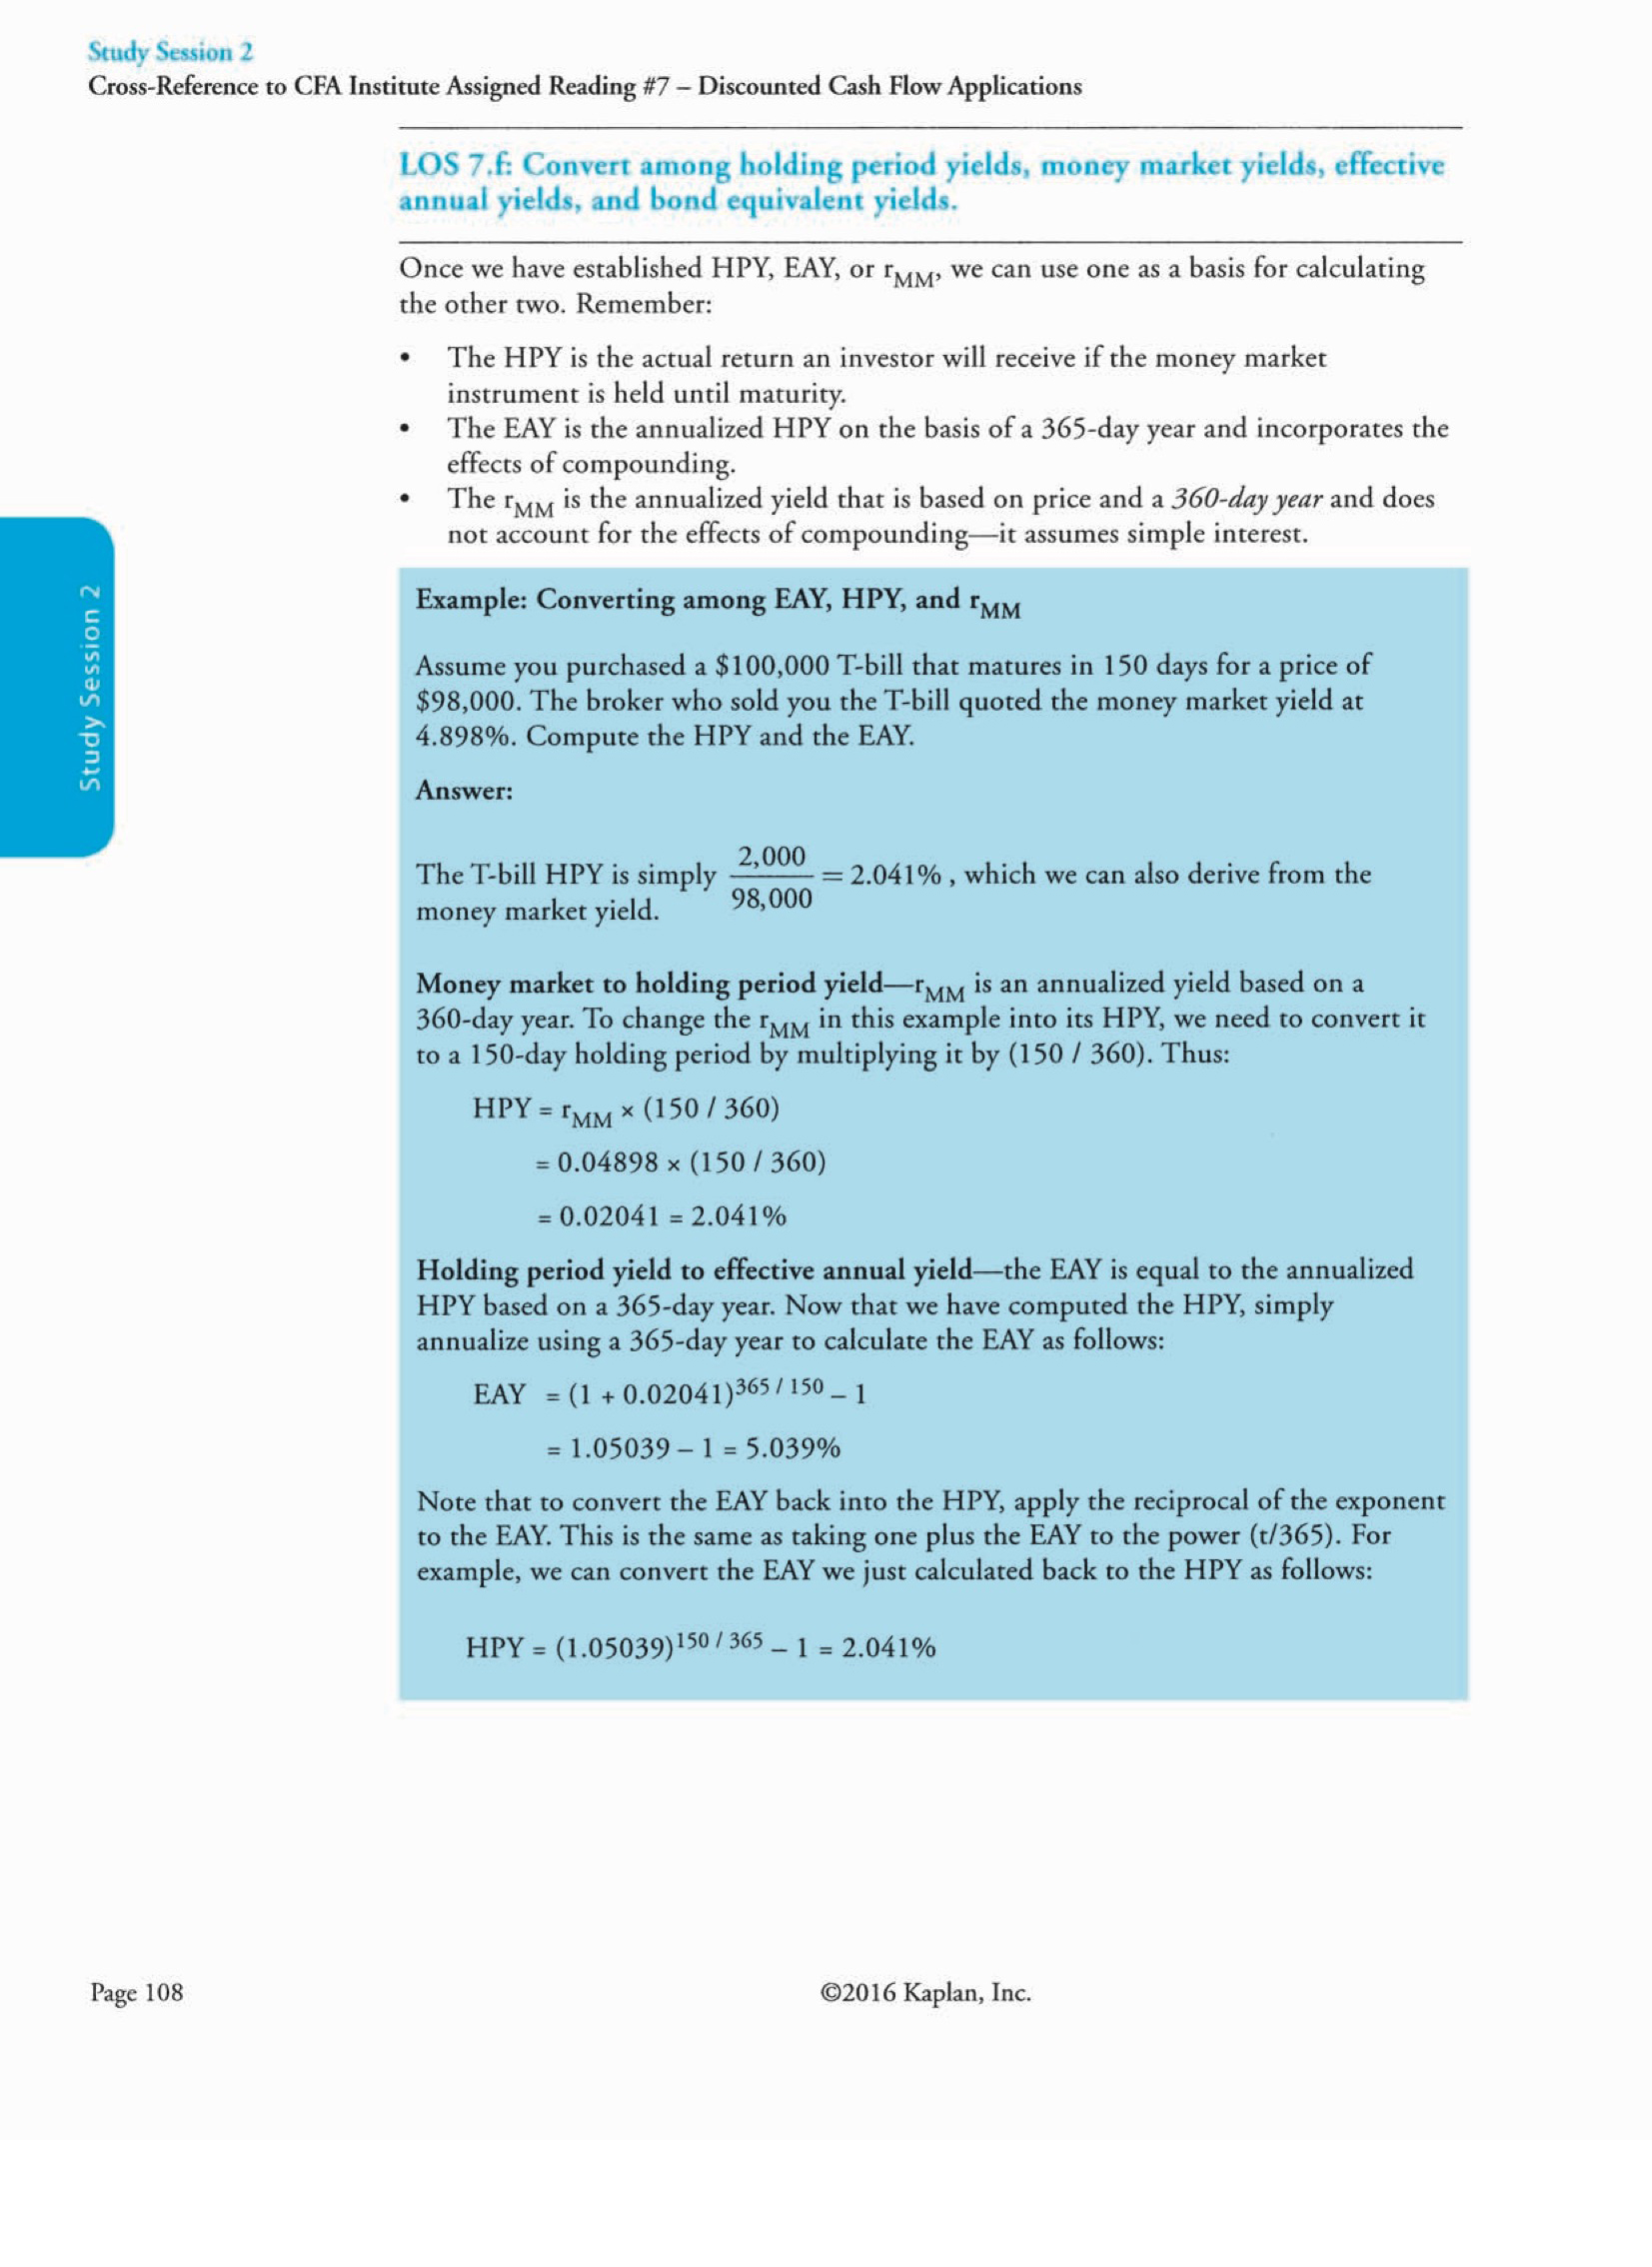 Study Session 2
Cross-Reference to CFA Institute Assigned Reading #7 – Discounted Cash Flow Applications
LOS 7.f: Convert among holding period yields, money market yields, effective
annual yields, and bond equivalent yields.
Once we have established HPY, EAY, or rMM, we can use one as a basis for calculating
the other two. Remember:
• The HPY is the actual return an investor will receive if the money market
instrument is held until maturity.
• The EAY is the annualized HPY on the basis of a 365-day year and incorporates the
effects of compounding.
• The rMM is the annualized yield that is based on price and a 360-day year and does
not account for the effects of compounding—it assumes simple interest.
Study Session 2
Example: Converting among EAY, HPY, and rMM
Assume you purchased a $100,000 T-bill that matures in 150 days for a price of
$98,000. The broker who sold you the T-bill quoted the money market yield at
4.898%. Compute the HPY and the EAY.
Answer:
The T-bill HPY is simply 2,000/98,000 = 2.041% , which we can also derive from the
money market yield.
Money market to holding period yield—rMM is an annualized yield based on a
360-day year. To change the rMM in this example into its HPY, we need to convert it
to a 150-day holding period by multiplying it by (150 / 360). Thus:
HPY = rMM × (150 / 360)
= 0.04898 × (150 / 360)
= 0.02041 = 2.041%
Holding period yield to effective annual yield—the EAY is equal to the annualized
HPY based on a 365-day year. Now that we have computed the HPY, simply
annualize using a 365-day year to calculate the EAY as follows:
EAY = (1 + 0.02041)^365 / 150 – 1
= 1.05039 – 1 = 5.039%
Note that to convert the EAY back into the HPY, apply the reciprocal of the exponent
to the EAY. This is the same as taking one plus the EAY to the power (t/365). For
example, we can convert the EAY we just calculated back to the HPY as follows:
HPY = (1.05039)^150 / 365 – 1 = 2.041%
Page 108
©2016 Kaplan, Inc.